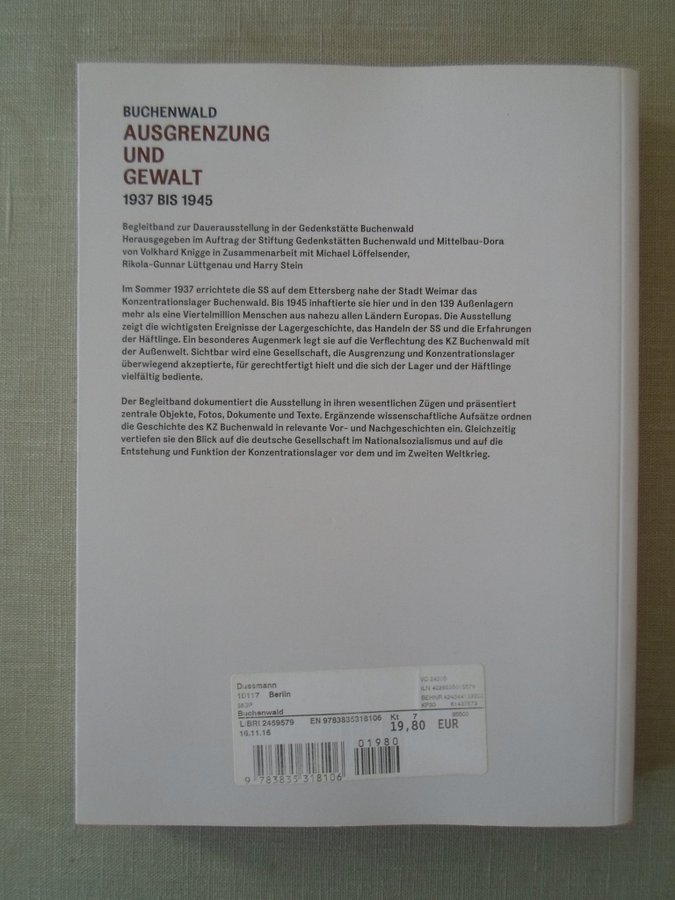 BUCHENWALD
AUSGRENZUNG
UND
GEWALT
1937 BIS 1945
Begleitband zur Dauerausstellung in der Gedenkstätte Buchenwald
Herausgegeben im Auftrag der Stiftung Gedenkstätten Buchenwald und Mittelbau-Dora
von Volkhard Knigge in Zusammenarbeit mit Michael Löffelsender,
Rikola-Gunnar Lüttgenau und Harry Stein
Im Sommer 1937 errichtete die SS auf dem Ettersberg nahe der Stadt Weimar das
Konzentrationslager Buchenwald. Bis 1945 inhaftierte sie hier und in den 139 Außenlagern
mehr als eine Viertelmillion Menschen aus nahezu allen Ländern Europas. Die Ausstellung
zeigt die wichtigsten Ereignisse der Lagergeschichte, das Handeln der SS und die Erfahrungen
der Häftlinge. Ein besonderes Augenmerk legt sie auf die Verflechtung des KZ Buchenwald mit
der Außenwelt. Sichtbar wird eine Gesellschaft, die Ausgrenzung und Konzentrationslager
überwiegend akzeptierte, für gerechtfertigt hielt und die sich der Lager und der Häftlinge
vielfältig bediente.
Der Begleitband dokumentiert die Ausstellung in ihren wesentlichen Zügen und präsentiert
zentrale Objekte, Fotos, Dokumente und Texte. Ergänzende wissenschaftliche Aufsätze ordnen
die Geschichte des KZ Buchenwald in relevante Vor- und Nachgeschichten ein. Gleichzeitig
vertiefen sie den Blick auf die deutsche Gesellschaft im Nationalsozialismus und auf die
Entstehung und Funktion der Konzentrationslager vor dem und im Zweiten Weltkrieg.
Dussmann
10117 Berlin
Buchenwald
LIBRI 2459579 EN 9783835318106 Kt 7
16.11.16 19,80 EUR
01980
9 783835 318106